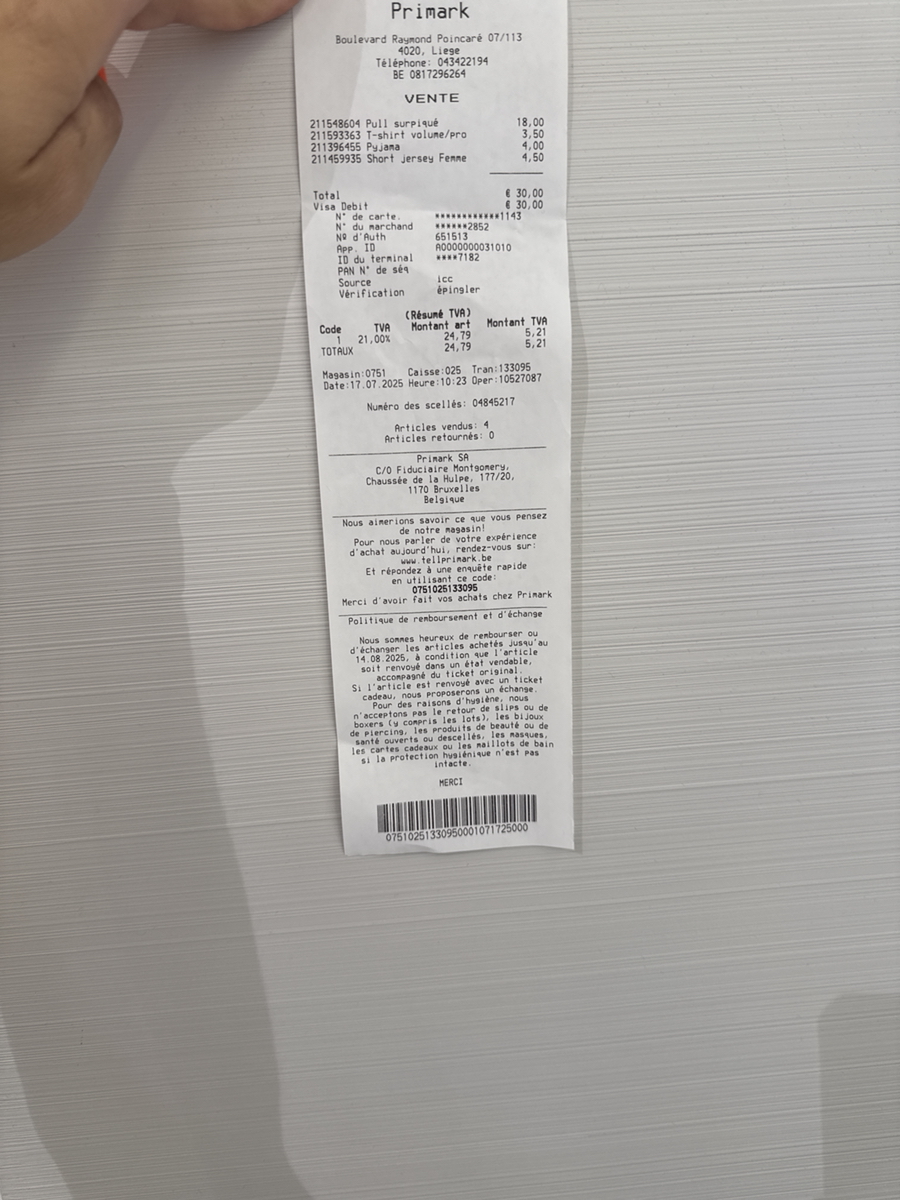 Primark
Boulevard Raymond Poincaré 07/113
4020, Liege
Téléphone: 043422194
BE 0817296264
VENTE
211548604 Pull surpiqué 18,00
211593363 T-shirt volume/pro 3,50
211396455 Pyjama 4,00
211459935 Short jersey Femme 4,50
Total € 30,00
Visa Debit € 30,00
N° de carte. ************1143
N° du marchand ******2852
Nº d'Auth 651513
App. ID A0000000031010
ID du terminal ****7182
PAN N° de séq
Source icc
Vérification épingler
(Résumé TVA)
Code TVA Montant art Montant TVA
1 21,00% 24,79 5,21
TOTAUX 24,79 5,21
Magasin:0751 Caisse:025 Tran:133095
Date:17.07.2025 Heure:10:23 Oper:10527087
Numéro des scellés: 04845217
Articles vendus: 4
Articles retournés: 0
Primark SA
C/O Fiduciaire Montgomery,
Chaussée de la Hulpe, 177/20,
1170 Bruxelles
Belgique
Nous aimerions savoir ce que vous pensez
de notre magasin!
Pour nous parler de votre expérience
d'achat aujourd'hui, rendez-vous sur:
www.tellprimark.be
Et répondez à une enquête rapide
en utilisant ce code:
0751025133095
Merci d'avoir fait vos achats chez Primark
Politique de remboursement et d'échange
Nous sommes heureux de rembourser ou
d'échanger les articles achetés jusqu'au
14.08.2025, à condition que l'article
soit renvoyé dans un état vendable,
accompagné du ticket original.
Si l'article est renvoyé avec un ticket
cadeau, nous proposerons un échange.
Pour des raisons d'hygiène, nous
n'acceptons pas le retour de slips ou de
boxers (y compris les lots), les bijoux
de piercing, les produits de beauté ou de
santé ouverts ou descellés, les masques,
les cartes cadeaux ou les maillots de bain
si la protection hygiénique n'est pas
intacte.
MERCI
07510251330950001071725000